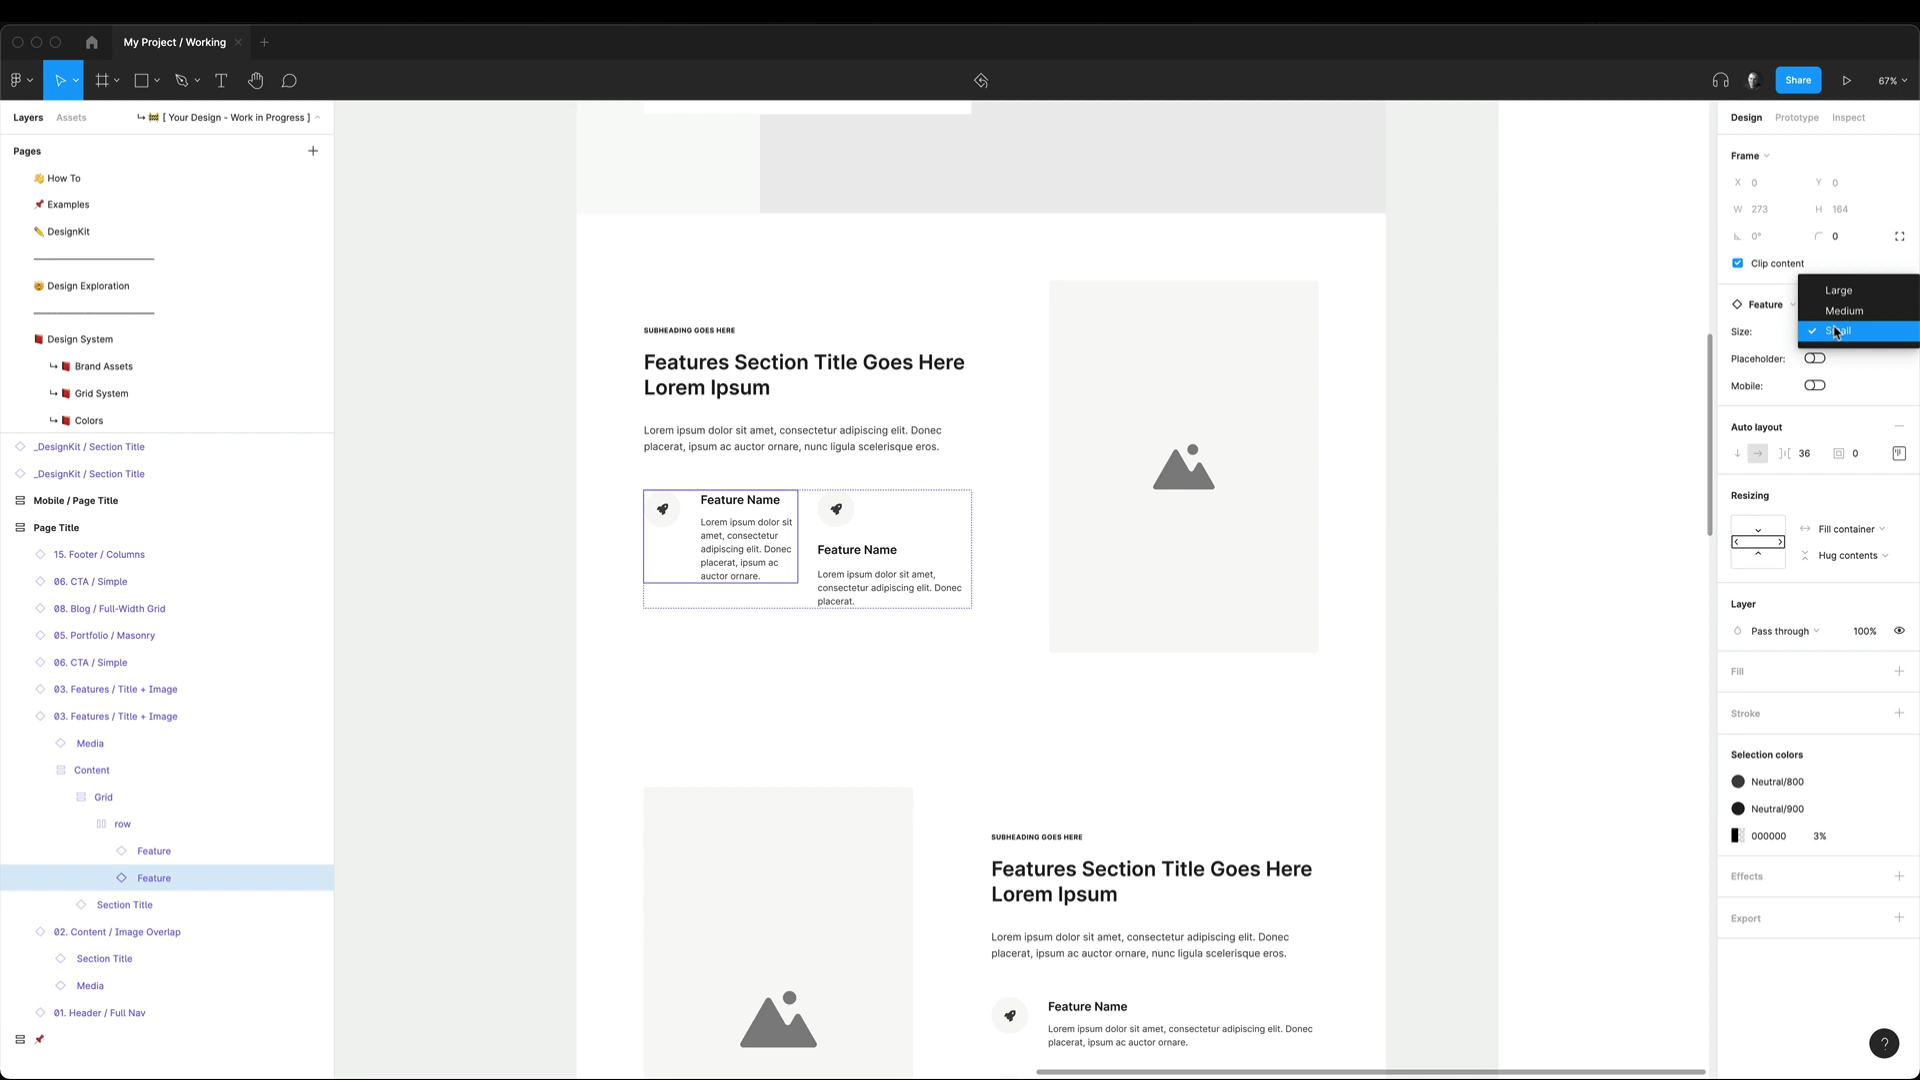 My Project / Working
Share
67%
Layers
Assets
↳ 🚧 [ Your Design - Work in Progress ]
Pages
👋 How To
📌 Examples
✏️ DesignKit
Design Exploration
📕 Design System
↳ 📕 Brand Assets
↳ 📕 Grid System
↳ 📕 Colors
_DesignKit / Section Title
_DesignKit / Section Title
Mobile / Page Title
Page Title
15. Footer / Columns
06. CTA / Simple
08. Blog / Full-Width Grid
05. Portfolio / Masonry
06. CTA / Simple
03. Features / Title + Image
03. Features / Title + Image
Media
Content
Grid
row
Feature
Feature
Section Title
02. Content / Image Overlap
Section Title
Media
01. Header / Full Nav
📌
SUBHEADING GOES HERE
Features Section Title Goes Here
Lorem Ipsum
Lorem ipsum dolor sit amet, consectetur adipiscing elit. Donec
placerat, ipsum ac auctor ornare, nunc ligula scelerisque eros.
Feature Name
Lorem ipsum dolor sit
amet, consectetur
adipiscing elit. Donec
placerat, ipsum ac
auctor ornare.
Feature Name
Lorem ipsum dolor sit amet,
consectetur adipiscing elit. Donec
placerat.
SUBHEADING GOES HERE
Features Section Title Goes Here
Lorem Ipsum
Lorem ipsum dolor sit amet, consectetur adipiscing elit. Donec
placerat, ipsum ac auctor ornare, nunc ligula scelerisque eros.
Feature Name
Lorem ipsum dolor sit amet, consectetur adipiscing elit. Donec
placerat, ipsum ac auctor ornare.
Design
Prototype
Inspect
Frame
X 0
Y 0
W 273
H 164
0°
0
Clip content
Feature
Large
Medium
Small
Size:
Placeholder:
Mobile:
Auto layout
36
0
Resizing
Fill container
Hug contents
Layer
Pass through
100%
Fill
Stroke
Selection colors
Neutral/800
Neutral/900
000000
3%
Effects
Export
?